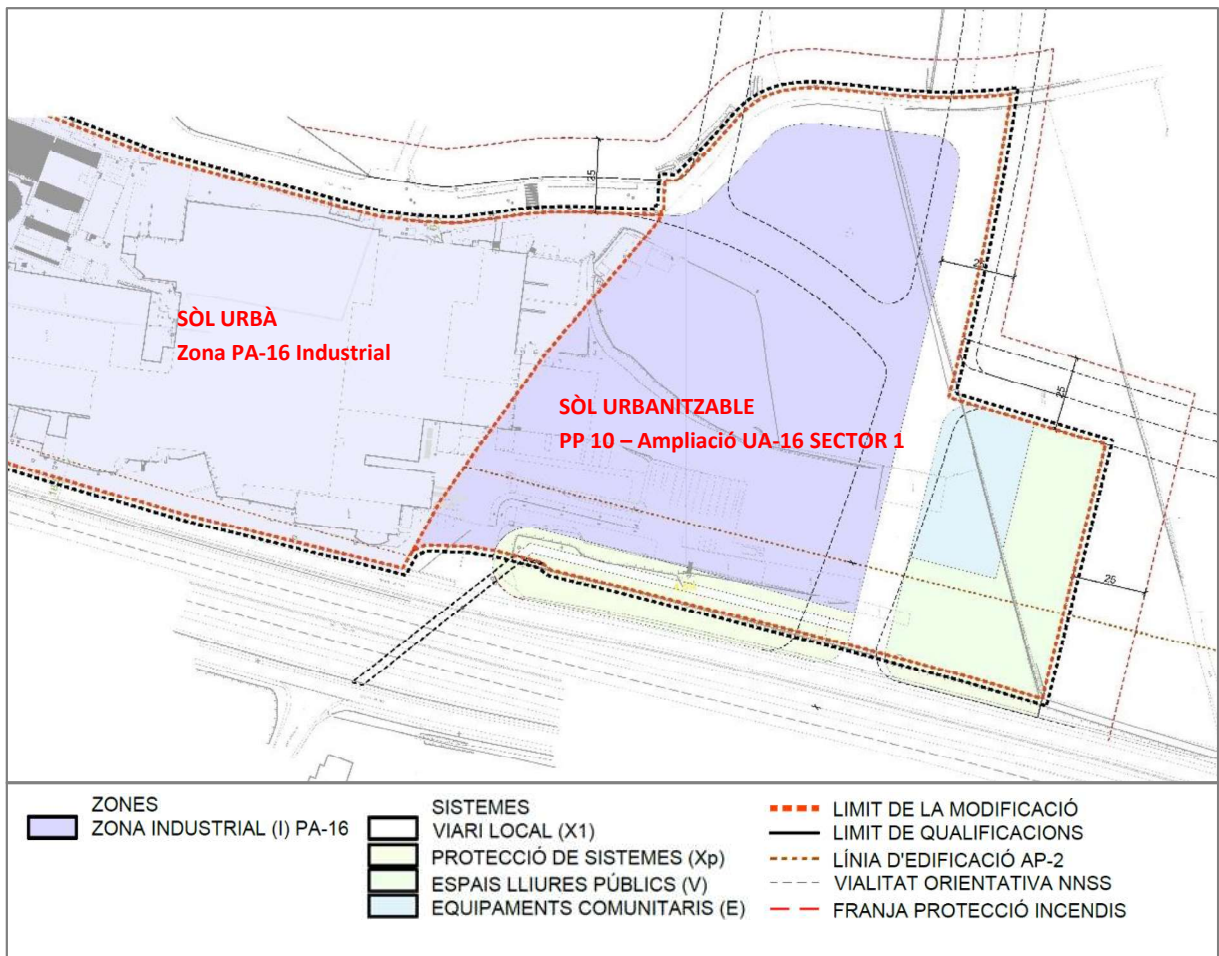 25
SÒL URBÀ
Zona PA-16 Industrial
25
SÒL URBANITZABLE
PP 10 – Ampliació UA-16 SECTOR 1
25
25
ZONES
ZONA INDUSTRIAL (I) PA-16
SISTEMES
VIARI LOCAL (X1)
PROTECCIÓ DE SISTEMES (Xp)
ESPAIS LLIURES PÚBLICS (V)
EQUIPAMENTS COMUNITARIS (E)
LIMIT DE LA MODIFICACIÓ
LIMIT DE QUALIFICACIONS
LÍNIA D'EDIFICACIÓ AP-2
VIALITAT ORIENTATIVA NNSS
FRANJA PROTECCIÓ INCENDIS